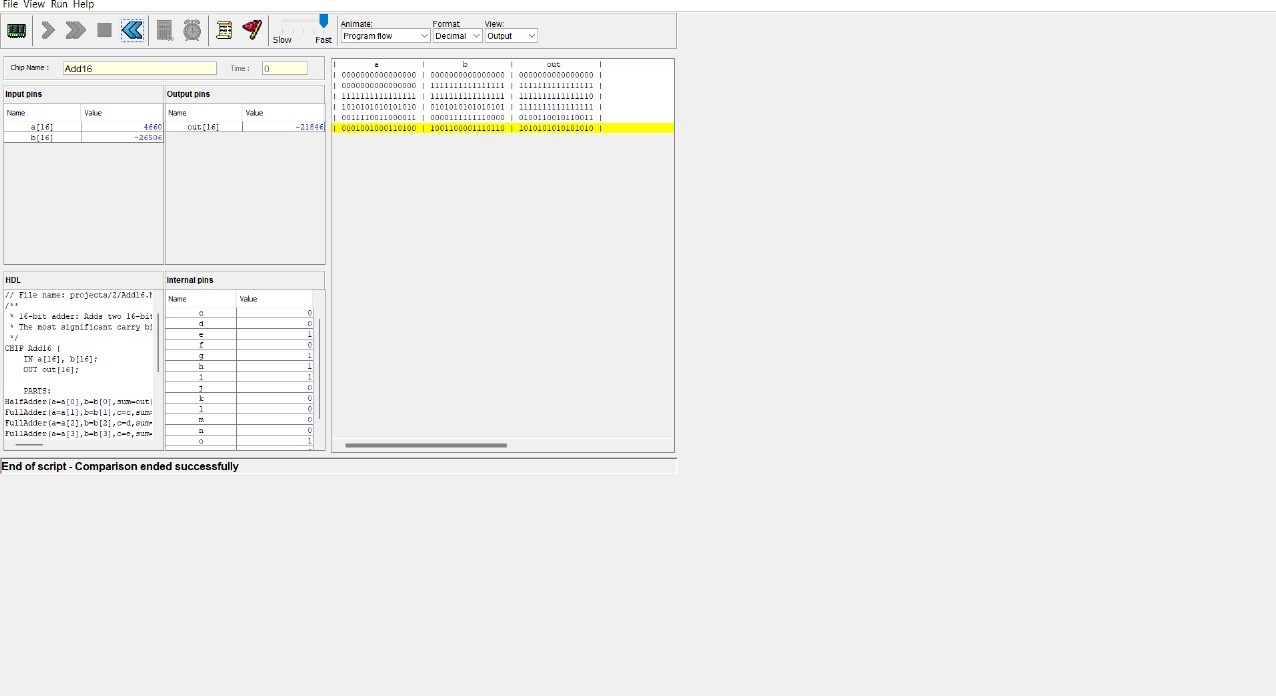 File View Run Help
Animate: Format: View:
Slow Fast Program flow Decimal Output
Chip Name : Add16 Time : 0
Input pins
Name Value
a[16] 4660
b[16] -26506
Output pins
Name Value
out[16] -21846
| a | b | out |
| 0000000000000000 | 0000000000000000 | 0000000000000000 |
| 0000000000000000 | 1111111111111111 | 1111111111111111 |
| 1111111111111111 | 1111111111111111 | 1111111111111110 |
| 1010101010101010 | 0101010101010101 | 1111111111111111 |
| 0011110011000011 | 0000111111110000 | 0100110010110011 |
| 0001001000110100 | 1001100001110110 | 1010101010101010 |
HDL
// File name: projects/2/Add16.h
/**
* 16-bit adder: Adds two 16-bit
* The most significant carry bi
*/
CHIP Add16 {
IN a[16], b[16];
OUT out[16];
PARTS:
HalfAdder(a=a[0],b=b[0],sum=out[
FullAdder(a=a[1],b=b[1],c=c,sum=
FullAdder(a=a[2],b=b[2],c=d,sum=
FullAdder(a=a[3],b=b[3],c=e,sum=
Internal pins
Name Value
c 0
d 0
e 1
f 0
g 1
h 1
i 1
j 0
k 0
l 0
m 0
n 0
o 1
End of script - Comparison ended successfully